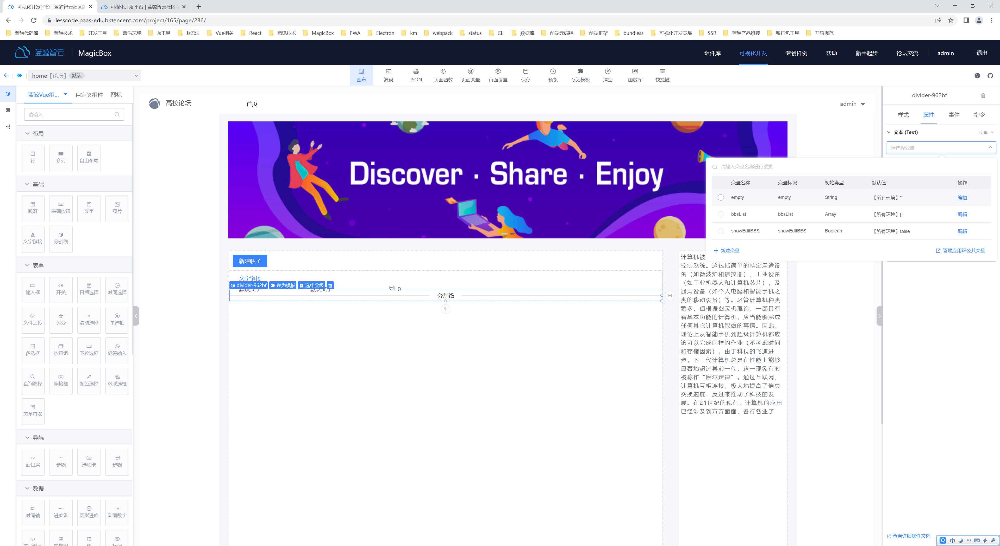 可视化开发平台 | 蓝鲸智云社区版
可视化开发平台 | 蓝鲸智云社区版
lesscode.paas-edu.bktencent.com/project/165/page/236/
蓝鲸代码库 蓝鲸技术 开发工具 蓝盾环境 Js工具 Js语法 Vue相关 React 腾讯技术 MagicBox PWA Electron km webpack status CLI 数据库 前端元编程 前端框架 bundless 可视化开发竞品 SSR 蓝鲸产品链接 新打包工具 开源规范
蓝鲸智云 MagicBox 组件库 可视化开发 套餐样例 帮助 新手起步 论坛交流 admin 退出
home【论坛】 默认
画布 源码 JSON 页面函数 页面变量 页面设置 保存 预览 存为模板 清空 函数库 快捷键
蓝鲸Vue组... 自定义组件 图标
请输入
布局
行 多列 自由布局
基础
段落 基础按钮 文字 图片
文字链接 分割线
表单
输入框 开关 日期选择 时间选择
文件上传 评分 滑动选择 单选框
多选框 按钮组 下拉选框 标签输入
查询选择 穿梭框 颜色选择 级联选框
表单容器
导航
面包屑 步骤 选项卡 步骤
数据
时间轴 进度条 圆形进度 动画数字
差异对比 轮播图 树 标记
高校论坛 首页 admin
Discover · Share · Enjoy
新建帖子
文字链接
divider-962bf 存为模板 选中父级
默认文字 默认文字 0
分割线
计算机被
控制系统。这包括简单的特定用途设
备（如微波炉和遥控器）、工业设备
（如工业机器人和计算机芯片），及
通用设备（如个人电脑和智能手机之
类的移动设备）等。尽管计算机种类
繁多，但根据图灵机理论，一部具有
着基本功能的计算机，应当能够完成
任何其它计算机能做的事情。因此，
理论上从智能手机到超级计算机都应
该可以完成同样的作业（不考虑时间
和存储因素）。由于科技的飞速进
步，下一代计算机总是在性能上能够
显著地超过其前一代，这一现象有时
被称作“摩尔定律”。通过互联网，
计算机互相连接，极大地提高了信息
交换速度，反过来推动了科技的发
展。在21世纪的现在，计算机的应用
已经涉及到方方面面，各行各业了
divider-962bf
样式 属性 事件 指令
文本 (Text) 变量
请选择变量
请输入变量名称进行搜索
变量名称 变量标识 初始类型 默认值 操作
empty empty String 【所有环境】"" 编辑
bbsList bbsList Array 【所有环境】[] 编辑
showEditBBS showEditBBS Boolean 【所有环境】false 编辑
新建变量 管理应用级公共变量
查看详细属性文档
中